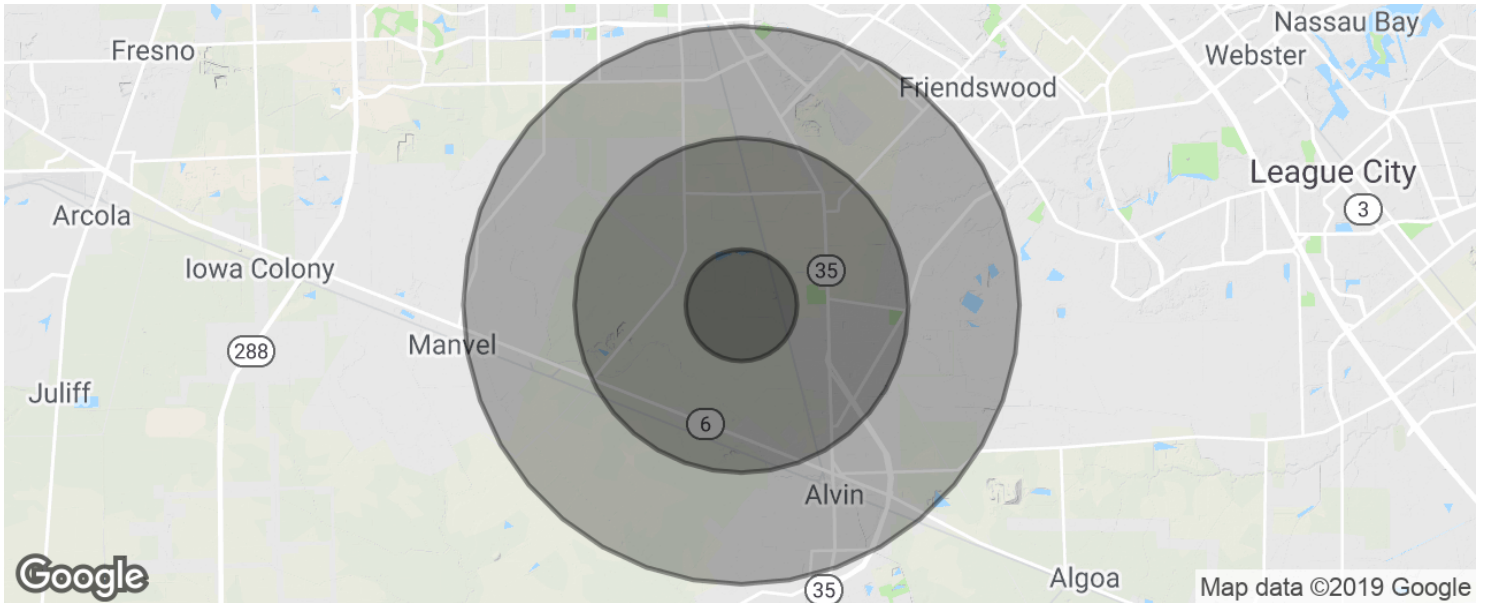 Nassau Bay
Fresno
Webster
Friendswood
League City
3
Arcola
Iowa Colony
35
288
Manvel
Juliff
6
Alvin
Algoa
35
Google
Map data ©2019 Google